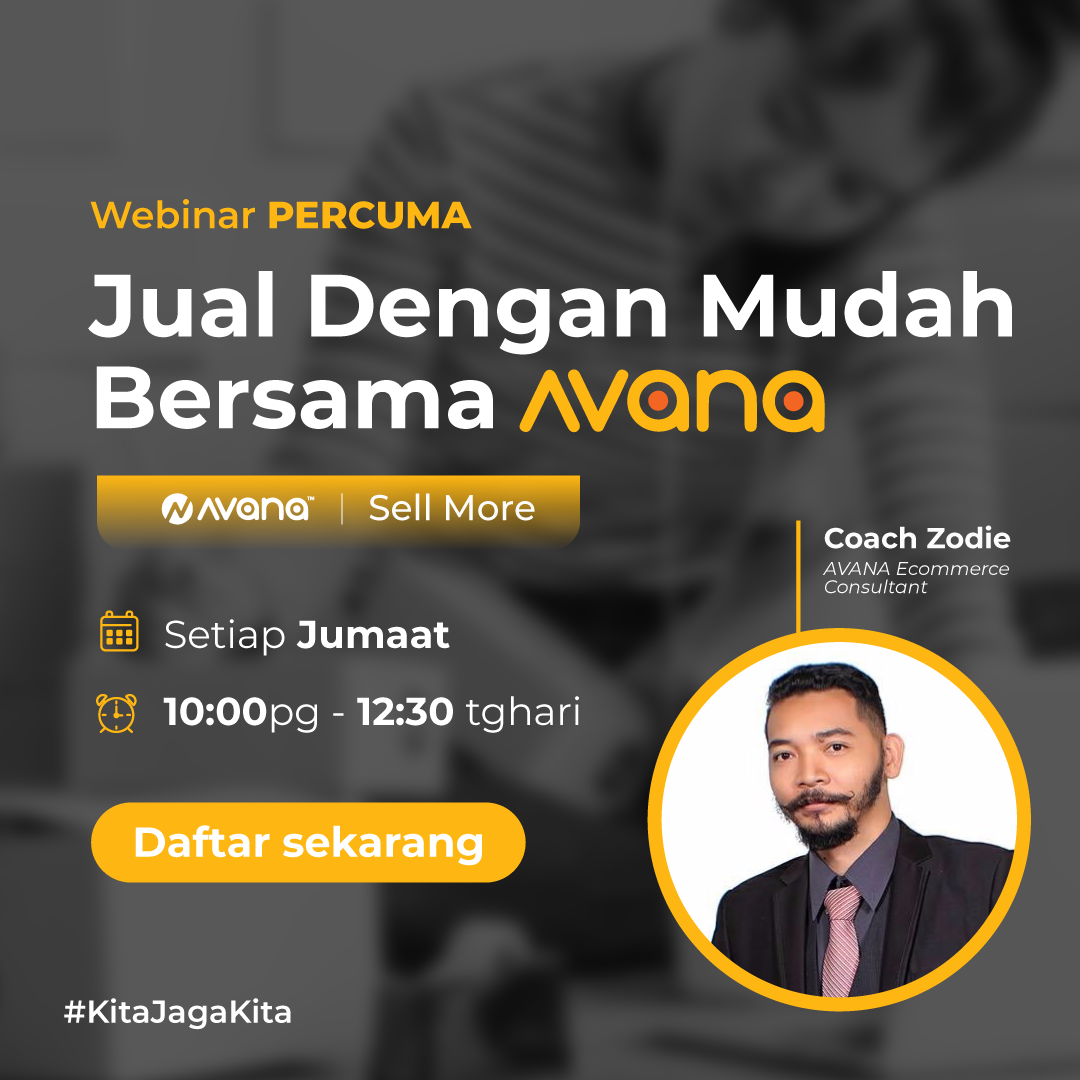 Webinar PERCUMA
Jual Dengan Mudah
Bersama AVana
AVana™ | Sell More
Coach Zodie
AVANA Ecommerce
Consultant
Setiap Jumaat
10:00pg - 12:30 tghari
Daftar sekarang
#KitaJagaKita